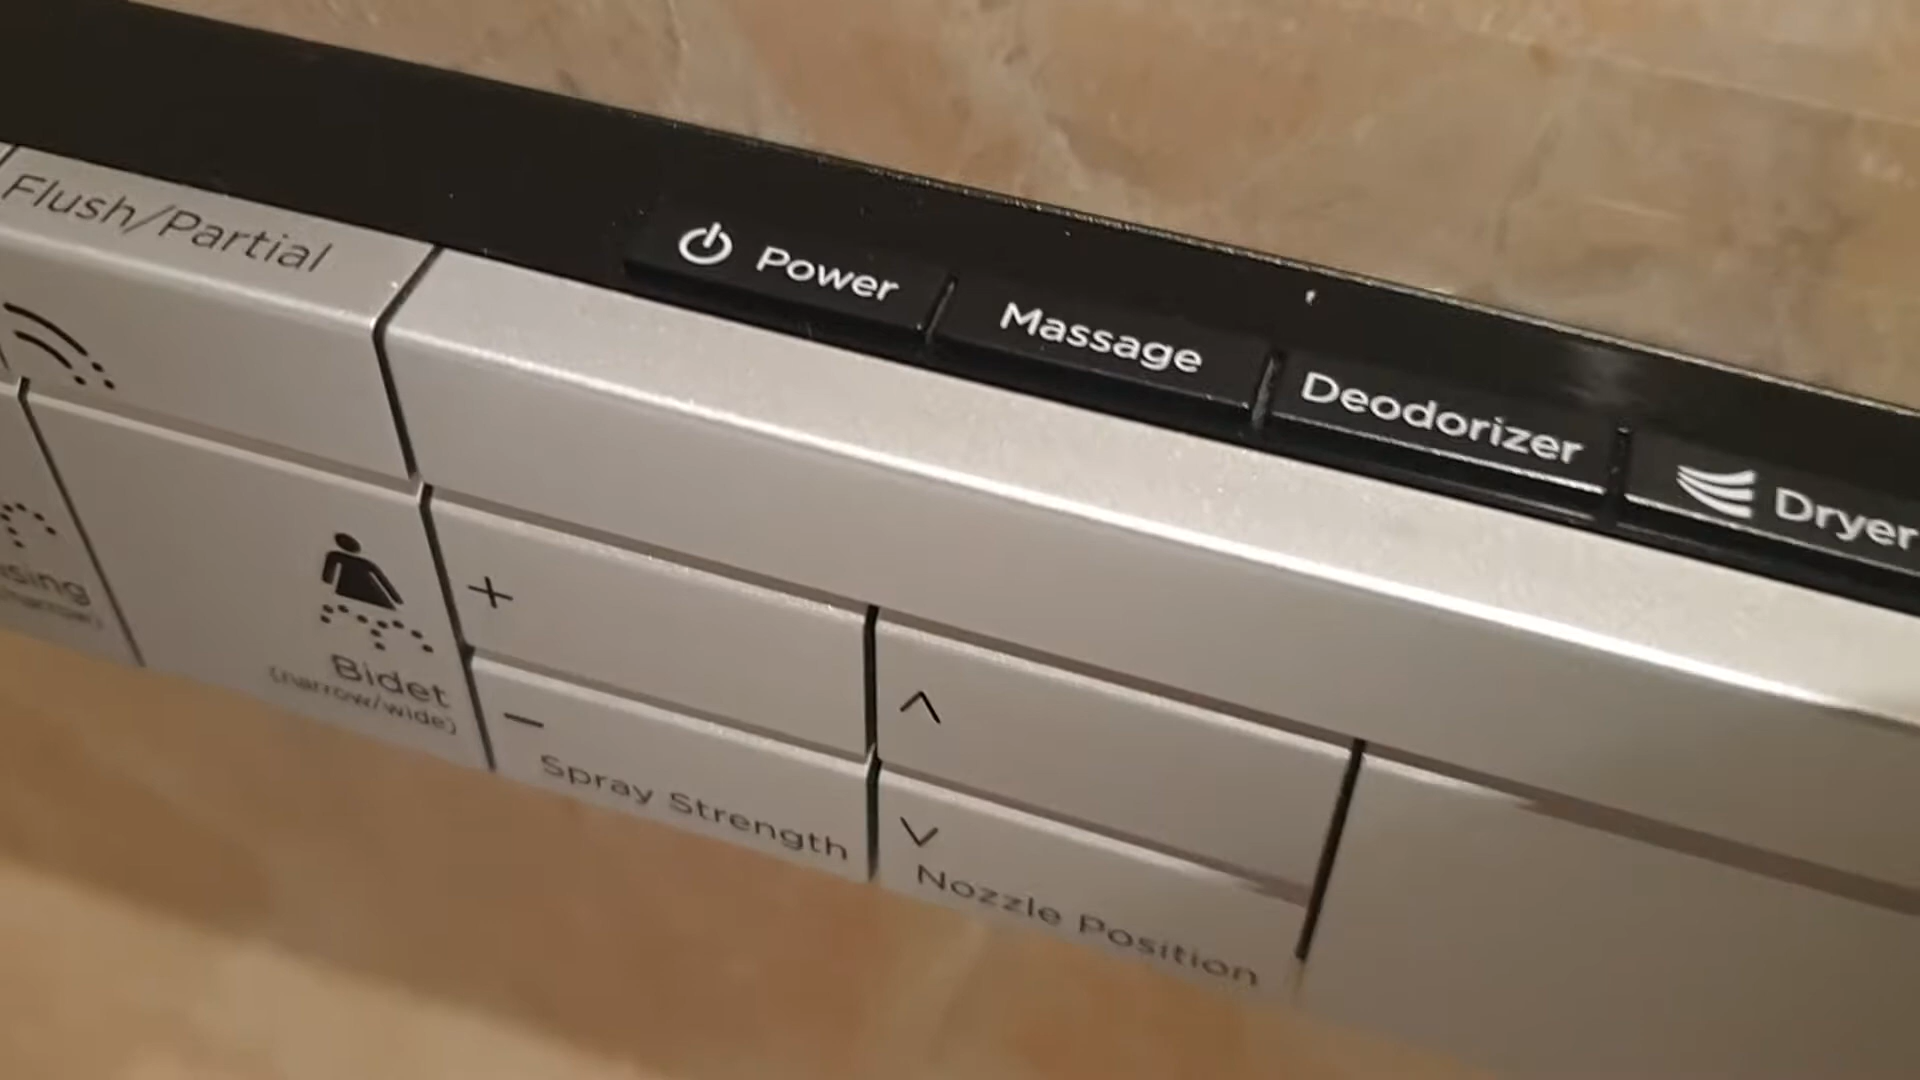 Flush/Partial
Power
Massage
Deodorizer
Dryer
Bidet
(narrow/wide)
+
-
Spray Strength
Nozzle Position